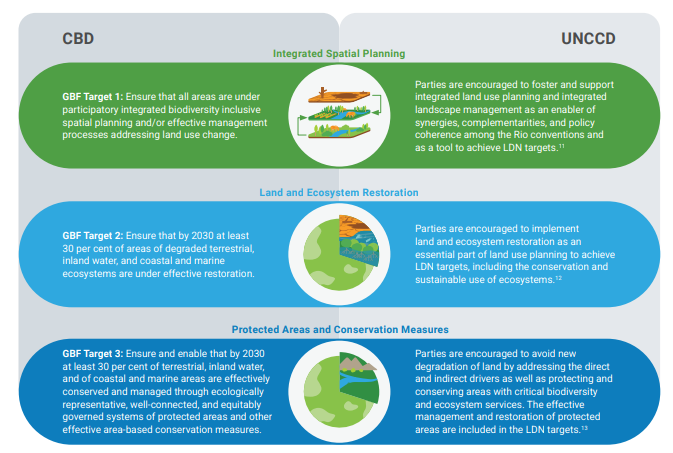 CBD
UNCCD
Integrated Spatial Planning
GBF Target 1: Ensure that all areas are under
participatory integrated biodiversity inclusive
spatial planning and/or effective management
processes addressing land use change.
Parties are encouraged to foster and support
integrated land use planning and integrated
landscape management as an enabler of
synergies, complementarities, and policy
coherence among the Rio conventions and
as a tool to achieve LDN targets.¹¹
Land and Ecosystem Restoration
GBF Target 2: Ensure that by 2030 at least
30 per cent of areas of degraded terrestrial,
inland water, and coastal and marine
ecosystems are under effective restoration.
Parties are encouraged to implement
land and ecosystem restoration as an
essential part of land use planning to achieve
LDN targets, including the conservation and
sustainable use of ecosystems.¹²
Protected Areas and Conservation Measures
GBF Target 3: Ensure and enable that by 2030
at least 30 per cent of terrestrial, inland water,
and of coastal and marine areas are effectively
conserved and managed through ecologically
representative, well-connected, and equitably
governed systems of protected areas and other
effective area-based conservation measures.
Parties are encouraged to avoid new
degradation of land by addressing the direct
and indirect drivers as well as protecting and
conserving areas with critical biodiversity
and ecosystem services. The effective
management and restoration of protected
areas are included in the LDN targets.¹³